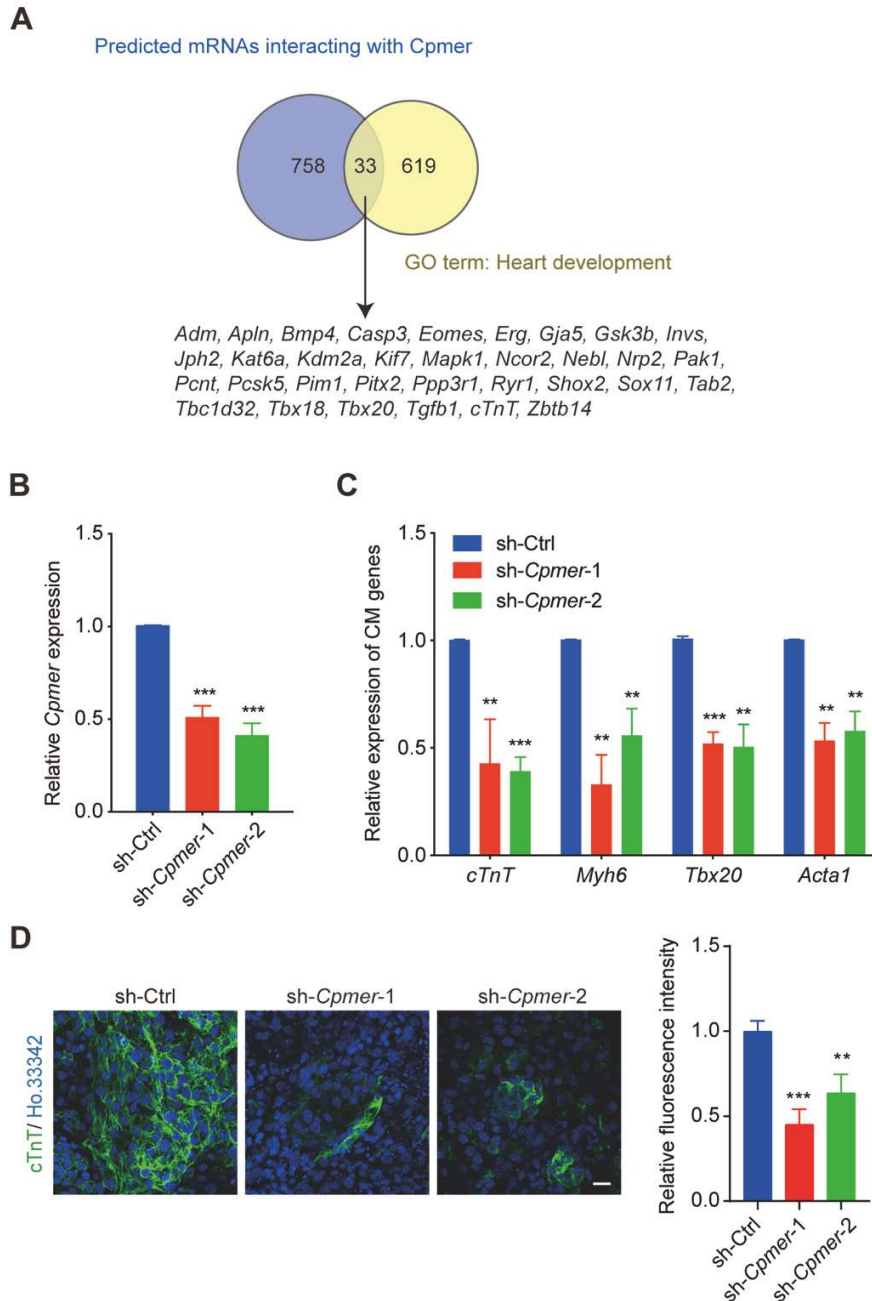 A
Predicted mRNAs interacting with Cpmer
758 33 619
GO term: Heart development
Adm, Apln, Bmp4, Casp3, Eomes, Erg, Gja5, Gsk3b, Invs,
Jph2, Kat6a, Kdm2a, Kif7, Mapk1, Ncor2, Nebl, Nrp2, Pak1,
Pcnt, Pcsk5, Pim1, Pitx2, Ppp3r1, Ryr1, Shox2, Sox11, Tab2,
Tbc1d32, Tbx18, Tbx20, Tgfb1, cTnT, Zbtb14
B
Relative Cpmer expression
1.5
1.0
0.5
0.0
***
***
sh-Ctrl
sh-Cpmer-1
sh-Cpmer-2
C
Relative expression of CM genes
1.5
1.0
0.5
0.0
sh-Ctrl
sh-Cpmer-1
sh-Cpmer-2
** *** ** ** *** ** ** **
cTnT Myh6 Tbx20 Acta1
D
cTnT/ Ho.33342
sh-Ctrl sh-Cpmer-1 sh-Cpmer-2
Relative fluorescence intensity
1.5
1.0
0.5
0.0
***
**
sh-Ctrl
sh-Cpmer-1
sh-Cpmer-2